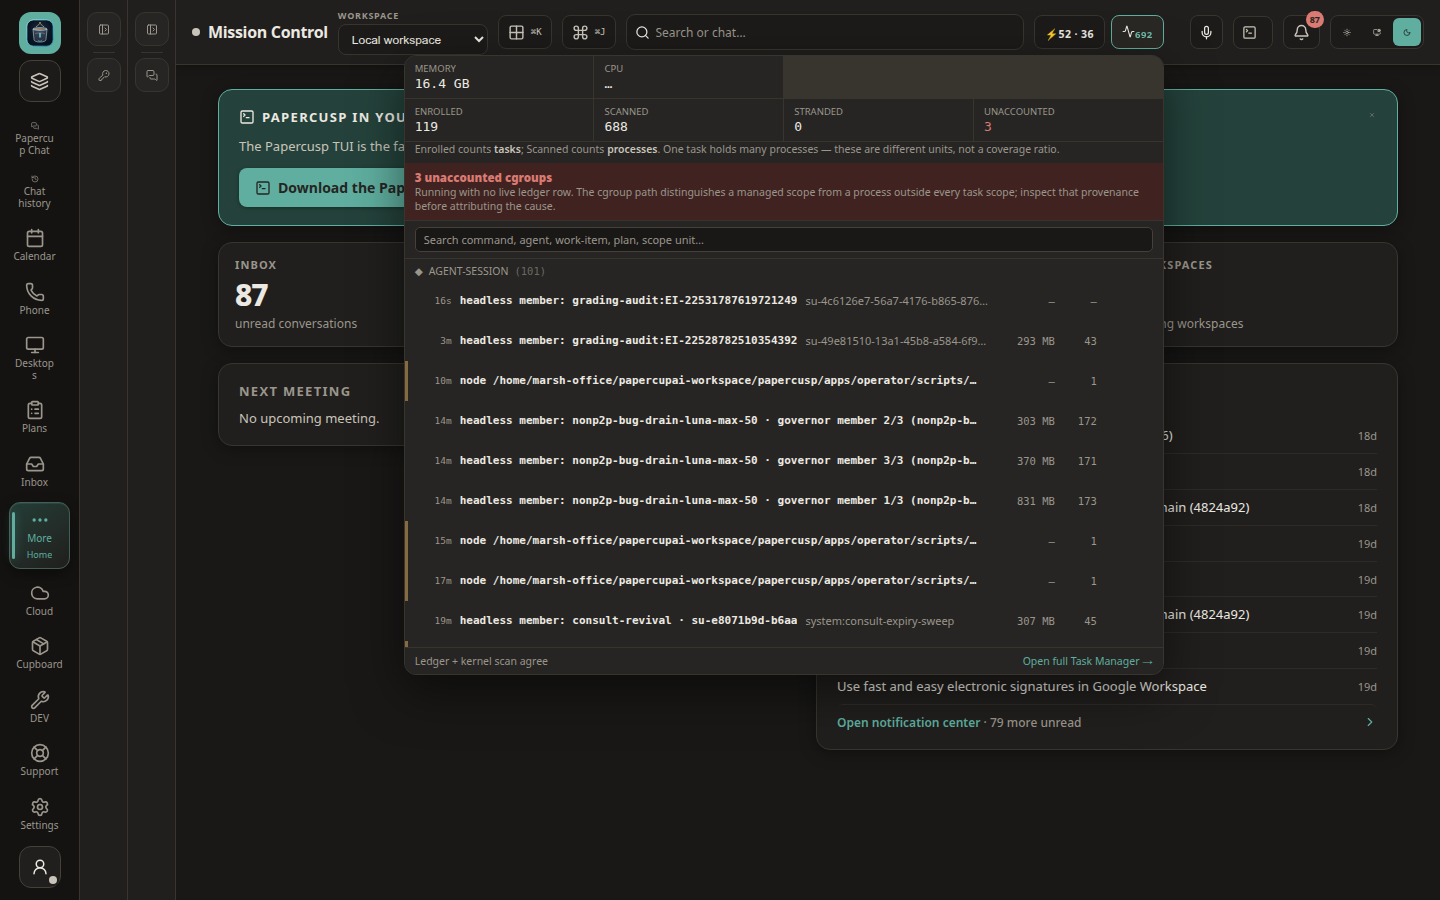 Mission Control
WORKSPACE
Local workspace
⌘K
⌘J
Search or chat...
⚡52 · 36
692
87
Papercu
p Chat
Chat
history
Calendar
Phone
Desktop
s
Plans
Inbox
More
Home
Cloud
Cupboard
DEV
Support
Settings
PAPERCUSP IN YOU
The Papercusp TUI is the fa
Download the Pap
INBOX
87
unread conversations
NEXT MEETING
No upcoming meeting.
MEMORY
16.4 GB
CPU
…
ENROLLED
119
SCANNED
688
STRANDED
0
UNACCOUNTED
3
Enrolled counts tasks; Scanned counts processes. One task holds many processes — these are different units, not a coverage ratio.
3 unaccounted cgroups
Running with no live ledger row. The cgroup path distinguishes a managed scope from a process outside every task scope; inspect that provenance
before attributing the cause.
Search command, agent, work-item, plan, scope unit...
◆ AGENT-SESSION (101)
16s headless member: grading-audit:EI-22531787619721249 su-4c6126e7-56a7-4176-b865-876… — —
3m headless member: grading-audit:EI-22528782510354392 su-49e81510-13a1-45b8-a584-6f9… 293 MB 43
10m node /home/marsh-office/papercupai-workspace/papercusp/apps/operator/scripts/… — 1
14m headless member: nonp2p-bug-drain-luna-max-50 · governor member 2/3 (nonp2p-b… 303 MB 172
14m headless member: nonp2p-bug-drain-luna-max-50 · governor member 3/3 (nonp2p-b… 370 MB 171
14m headless member: nonp2p-bug-drain-luna-max-50 · governor member 1/3 (nonp2p-b… 831 MB 173
15m node /home/marsh-office/papercupai-workspace/papercusp/apps/operator/scripts/… — 1
17m node /home/marsh-office/papercupai-workspace/papercusp/apps/operator/scripts/… — 1
19m headless member: consult-revival · su-e8071b9d-b6aa system:consult-expiry-sweep 307 MB 45
Ledger + kernel scan agree
Open full Task Manager →
KSPACES
ng workspaces
6) 18d
18d
nain (4824a92) 18d
19d
19d
nain (4824a92) 19d
19d
Use fast and easy electronic signatures in Google Workspace 19d
Open notification center · 79 more unread